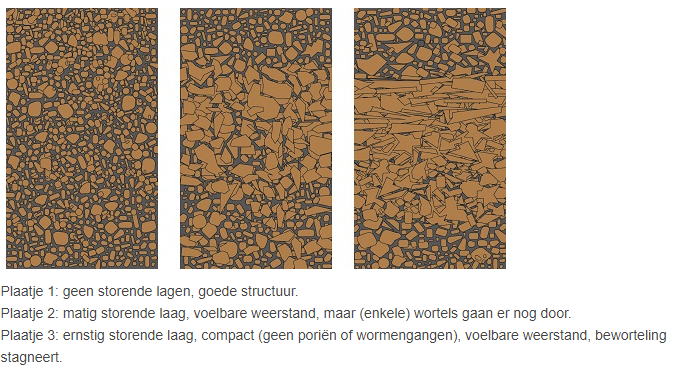 Plaatje 1: geen storende lagen, goede structuur.
Plaatje 2: matig storende laag, voelbare weerstand, maar (enkele) wortels gaan er nog door.
Plaatje 3: ernstig storende laag, compact (geen poriën of wormengangen), voelbare weerstand, beworteling
stagneert.